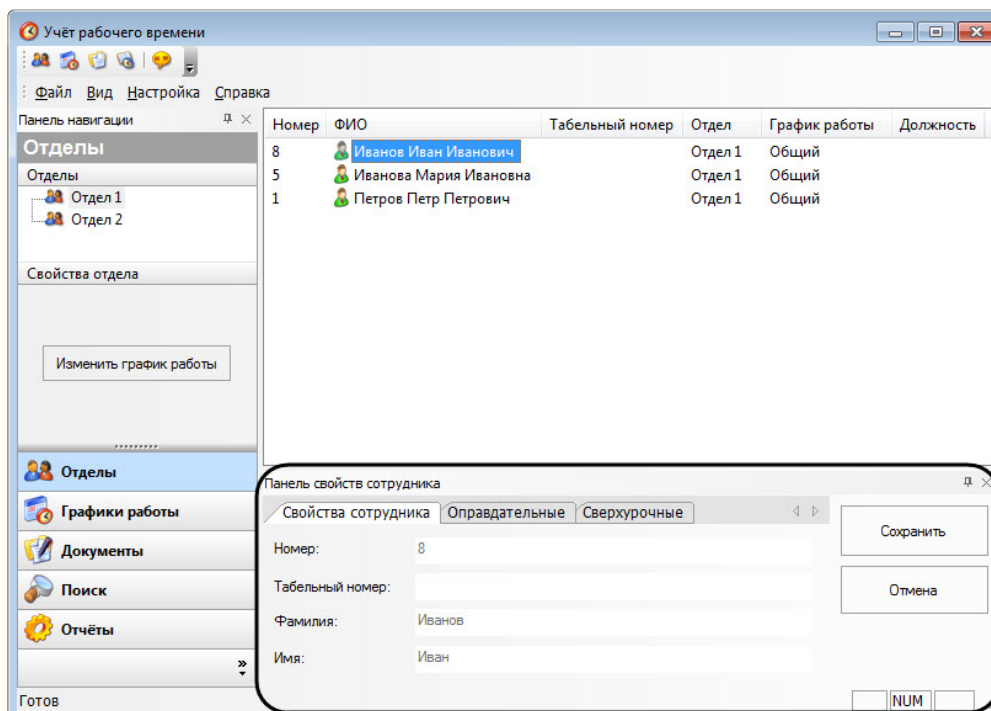 Учёт рабочего времени
Файл Вид Настройка Справка
Панель навигации
Отделы
Отделы
Отдел 1
Отдел 2
Свойства отдела
Изменить график работы
Отделы
Графики работы
Документы
Поиск
Отчёты
Номер ФИО Табельный номер Отдел График работы Должность
8 Иванов Иван Иванович Отдел 1 Общий
5 Иванова Мария Ивановна Отдел 1 Общий
1 Петров Петр Петрович Отдел 1 Общий
Панель свойств сотрудника
Свойства сотрудника Оправдательные Сверхурочные
Номер: 8
Табельный номер:
Фамилия: Иванов
Имя: Иван
Сохранить
Отмена
Готов NUM